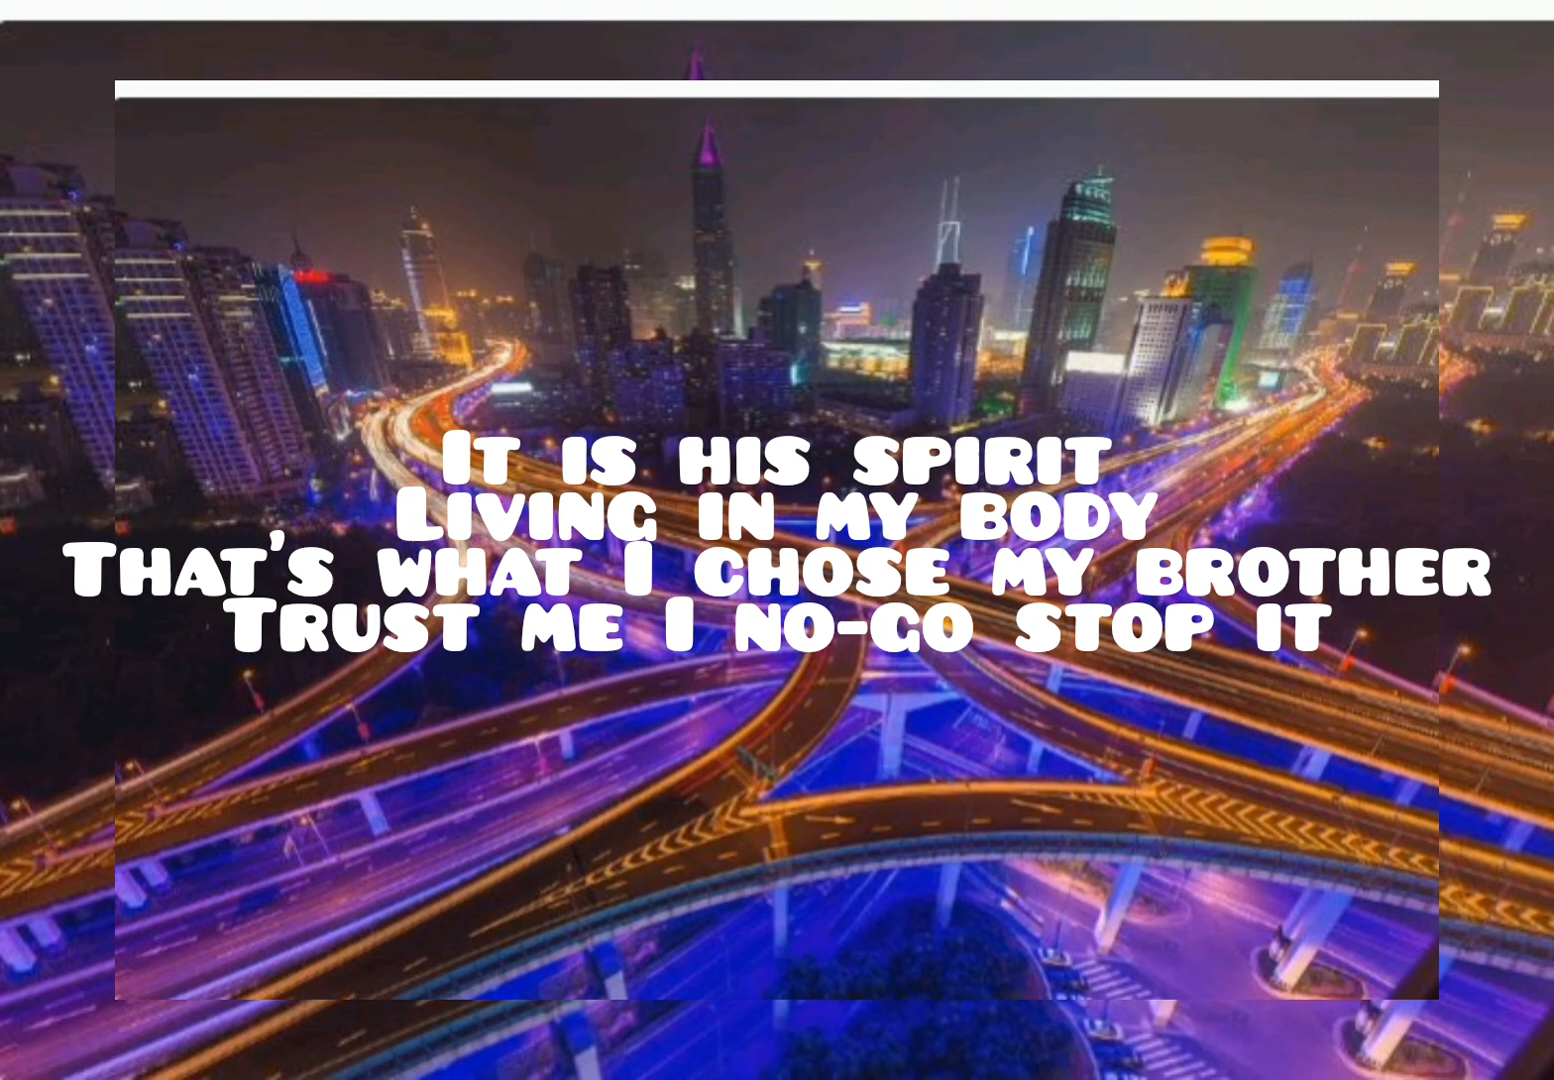 It is his spirit
Living in my body
That's what I chose my brother
Trust me I no-go stop it